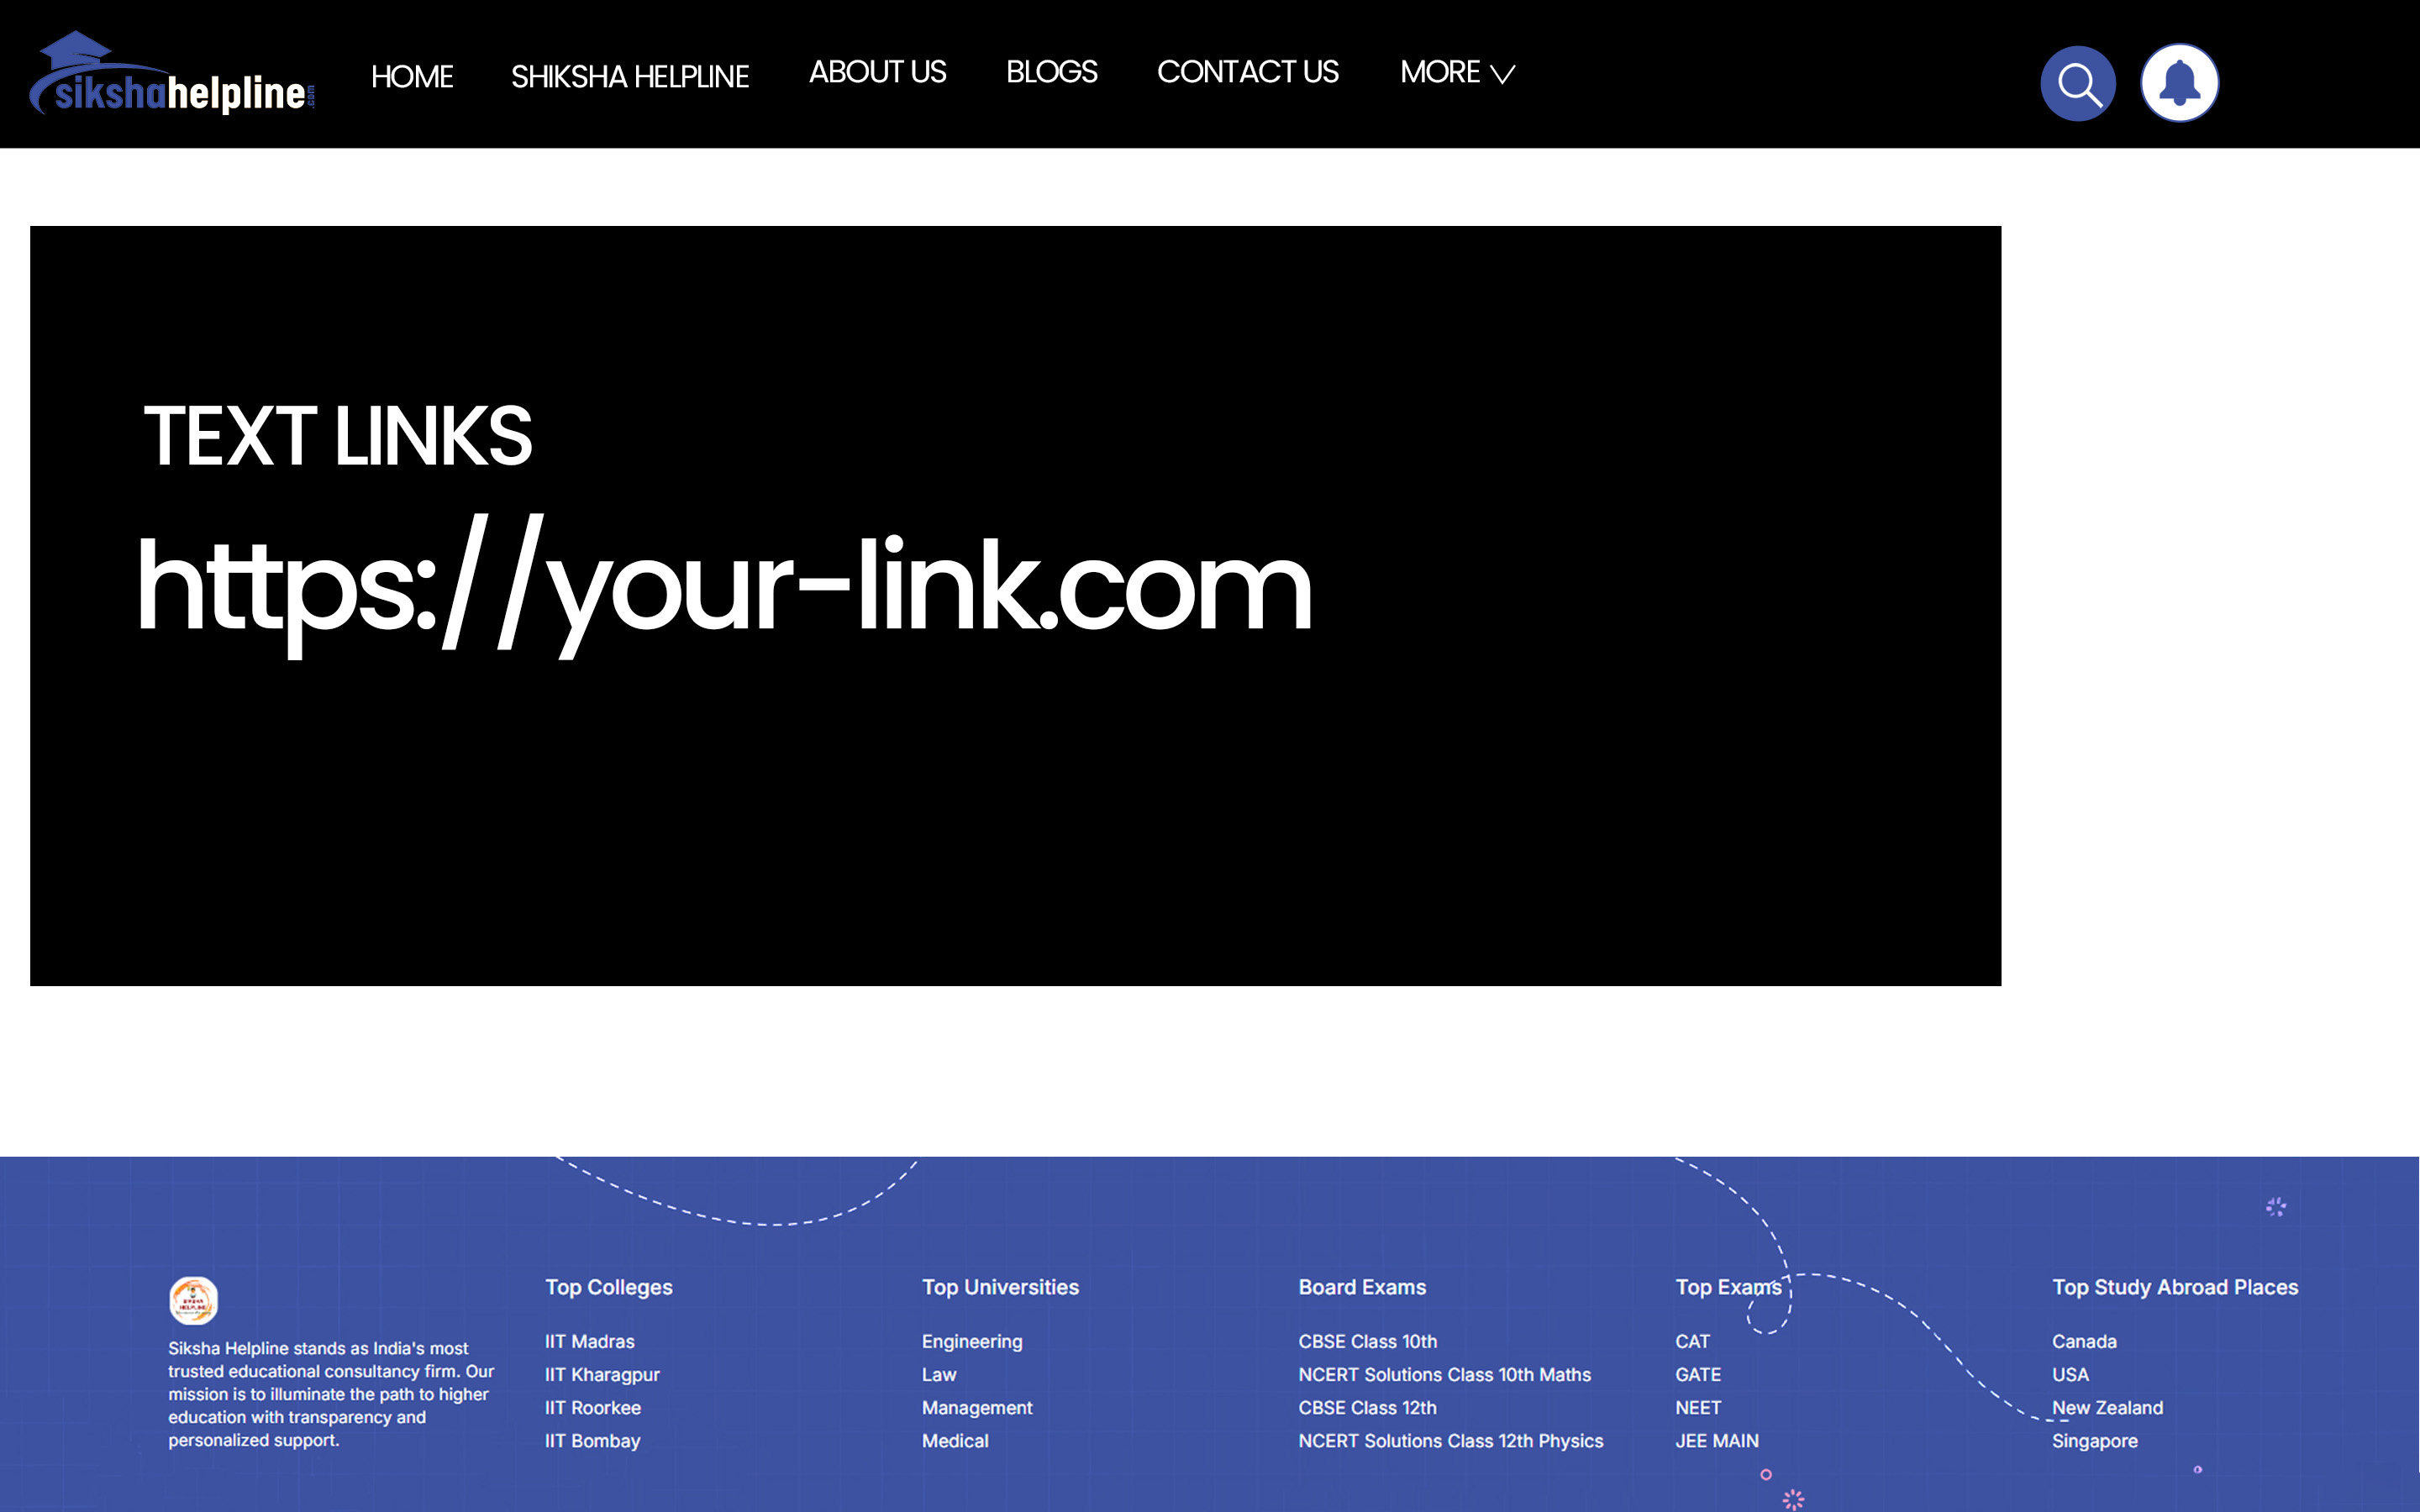 sikshahelpline.com
HOME SHIKSHA HELPLINE ABOUT US BLOGS CONTACT US MORE
TEXT LINKS
https://your-link.com
Siksha Helpline stands as India's most
trusted educational consultancy firm. Our
mission is to illuminate the path to higher
education with transparency and
personalized support.
Top Colleges
IIT Madras
IIT Kharagpur
IIT Roorkee
IIT Bombay
Top Universities
Engineering
Law
Management
Medical
Board Exams
CBSE Class 10th
NCERT Solutions Class 10th Maths
CBSE Class 12th
NCERT Solutions Class 12th Physics
Top Exams
CAT
GATE
NEET
JEE MAIN
Top Study Abroad Places
Canada
USA
New Zealand
Singapore